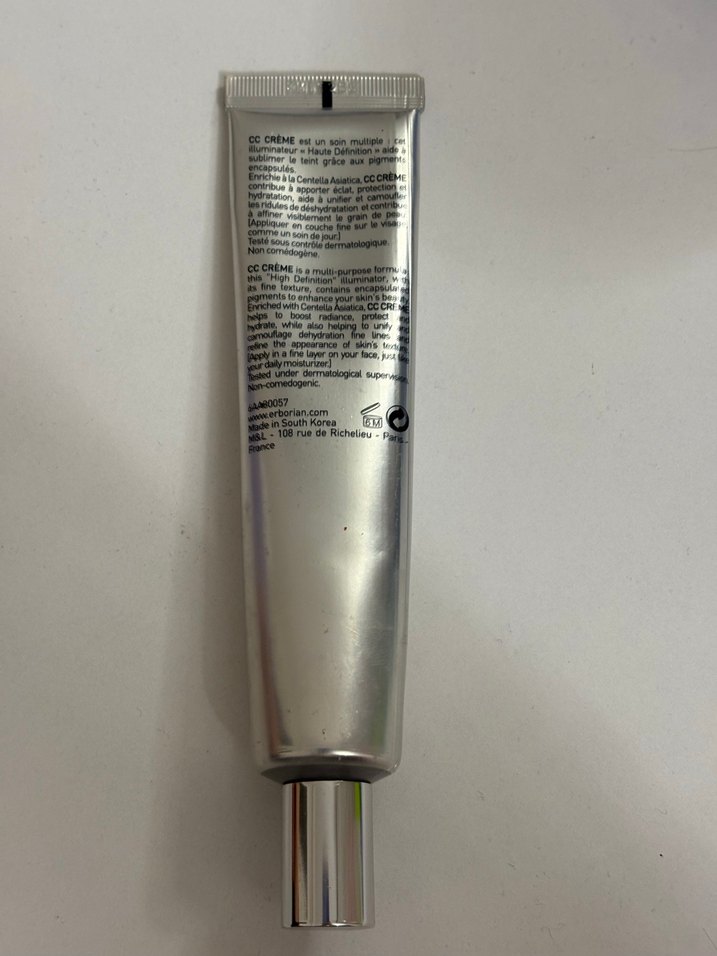 CC CRÈME est un soin multiple : cet
illuminateur « Haute Définition » aide à
sublimer le teint grâce aux pigments
encapsulés.
Enrichie à la Centella Asiatica, CC CRÈME
contribue à apporter éclat, protection et
hydratation, aide à unifier et camoufler
les ridules de déshydratation et contribue
à affiner visiblement le grain de peau.
(Appliquer en couche fine sur le visage
comme un soin de jour.)
Testé sous contrôle dermatologique.
Non comédogène.
CC CRÈME is a multi-purpose formula,
this "High Definition" illuminator, with
its fine texture, contains encapsulated
pigments to enhance your skin's beauty.
Enriched with Centella Asiatica, CC CRÈME
helps to boost radiance, protect and
hydrate, while also helping to unify and
camouflage dehydration fine lines and
refine the appearance of skin's texture.
(Apply in a fine layer on your face, just like
your daily moisturizer.)
Tested under dermatological supervision.
Non-comedogenic.
www.erborian.com
Made in South Korea
6M
M&L - 108 rue de Richelieu - Paris -
France